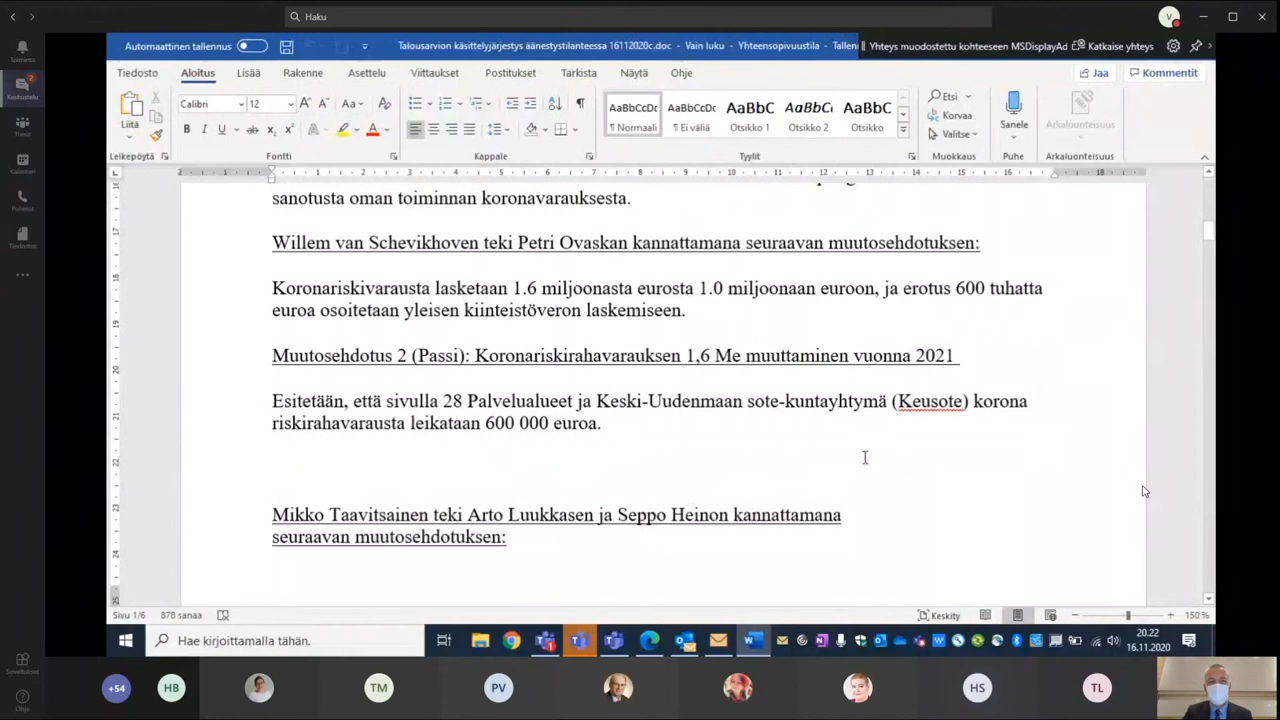 Haku
V
Automaattinen tallennus
Talousarvion käsittelyjärjestys äänestystilanteessa 16112020c.doc - Vain luku - Yhteensopivuustila - Tallen
Yhteys muodostettu kohteeseen MSDisplayAd
Katkaise yhteys
Tiedosto Aloitus Lisää Rakenne Asettelu Viittaukset Postitukset Tarkista Näytä Ohje
Jaa Kommentit
Liitä
Calibri 12
AaBbCcDc AaBbCcDc AaBbC AaBbC AaBbC
¶ Normaali ¶ Ei väliä Otsikko 1 Otsikko 2 Otsikko
Etsi
Korvaa
Valitse
Sanele
Arkaluonteisuus
Leikepöytä Fontti Kappale Tyylit Muokkaus Puhe Arkaluontoisuus
sanotusta oman toiminnan koronavarauksesta.
Willem van Schevikhoven teki Petri Ovaskan kannattamana seuraavan muutosehdotuksen:
Koronariskivarausta lasketaan 1.6 miljoonasta eurosta 1.0 miljoonaan euroon, ja erotus 600 tuhatta
euroa osoitetaan yleisen kiinteistöveron laskemiseen.
Muutosehdotus 2 (Passi): Koronariskirahavarauksen 1,6 Me muuttaminen vuonna 2021
Esitetään, että sivulla 28 Palvelualueet ja Keski-Uudenmaan sote-kuntayhtymä (Keusote) korona
riskirahavarausta leikataan 600 000 euroa.
Mikko Taavitsainen teki Arto Luukkasen ja Seppo Heinon kannattamana
seuraavan muutosehdotuksen:
Sivu 1/6 878 sanaa
Keskity
150 %
Hae kirjoittamalla tähän.
20.22
16.11.2020
+54 HB TM PV HS TL